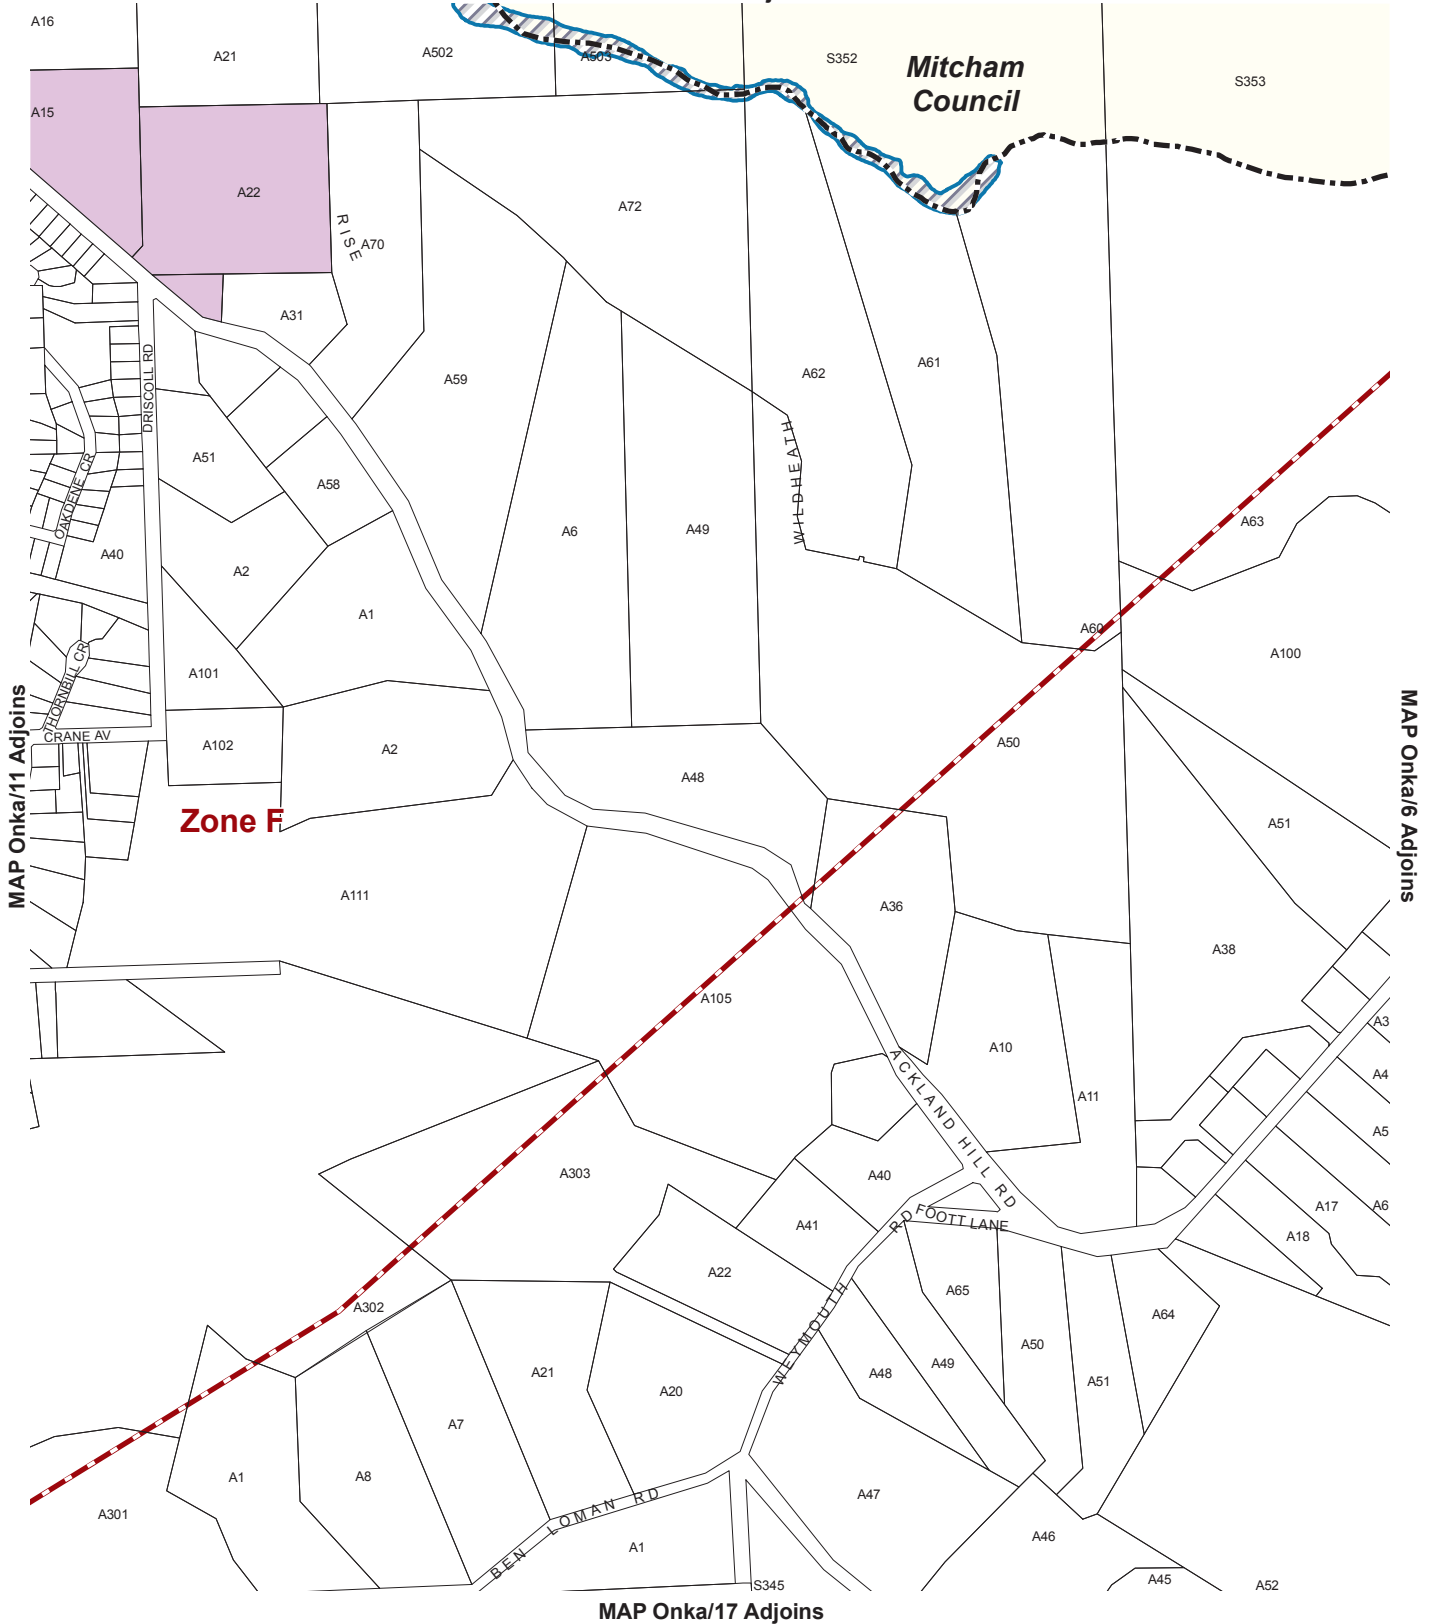 A16
A21
A502
A503
S352
Mitcham
Council
S353
A15
A22
RISE
A70
A72
A31
DRISCOLL RD
A59
A62
A61
OAKDENE CR
A51
A58
WILDHEATH
A6
A49
A63
A40
A2
A1
A60
A100
THORNBILL CR
A101
CRANE AV
A102
A2
A48
A50
MAP Onka/11 Adjoins
MAP Onka/6 Adjoins
Zone F
A51
A111
A36
A38
A105
A3
A10
A4
A11
ACKLAND HILL RD
A5
A303
A40
A17
A6
A41
FOOTT LANE
A18
A22
WEYMOUTH RD
A65
A302
A64
A50
A21
A48
A49
A51
A20
A7
A1
A8
A47
BEN LOMAN RD
A301
A46
A1
A45
S345
A52
MAP Onka/17 Adjoins